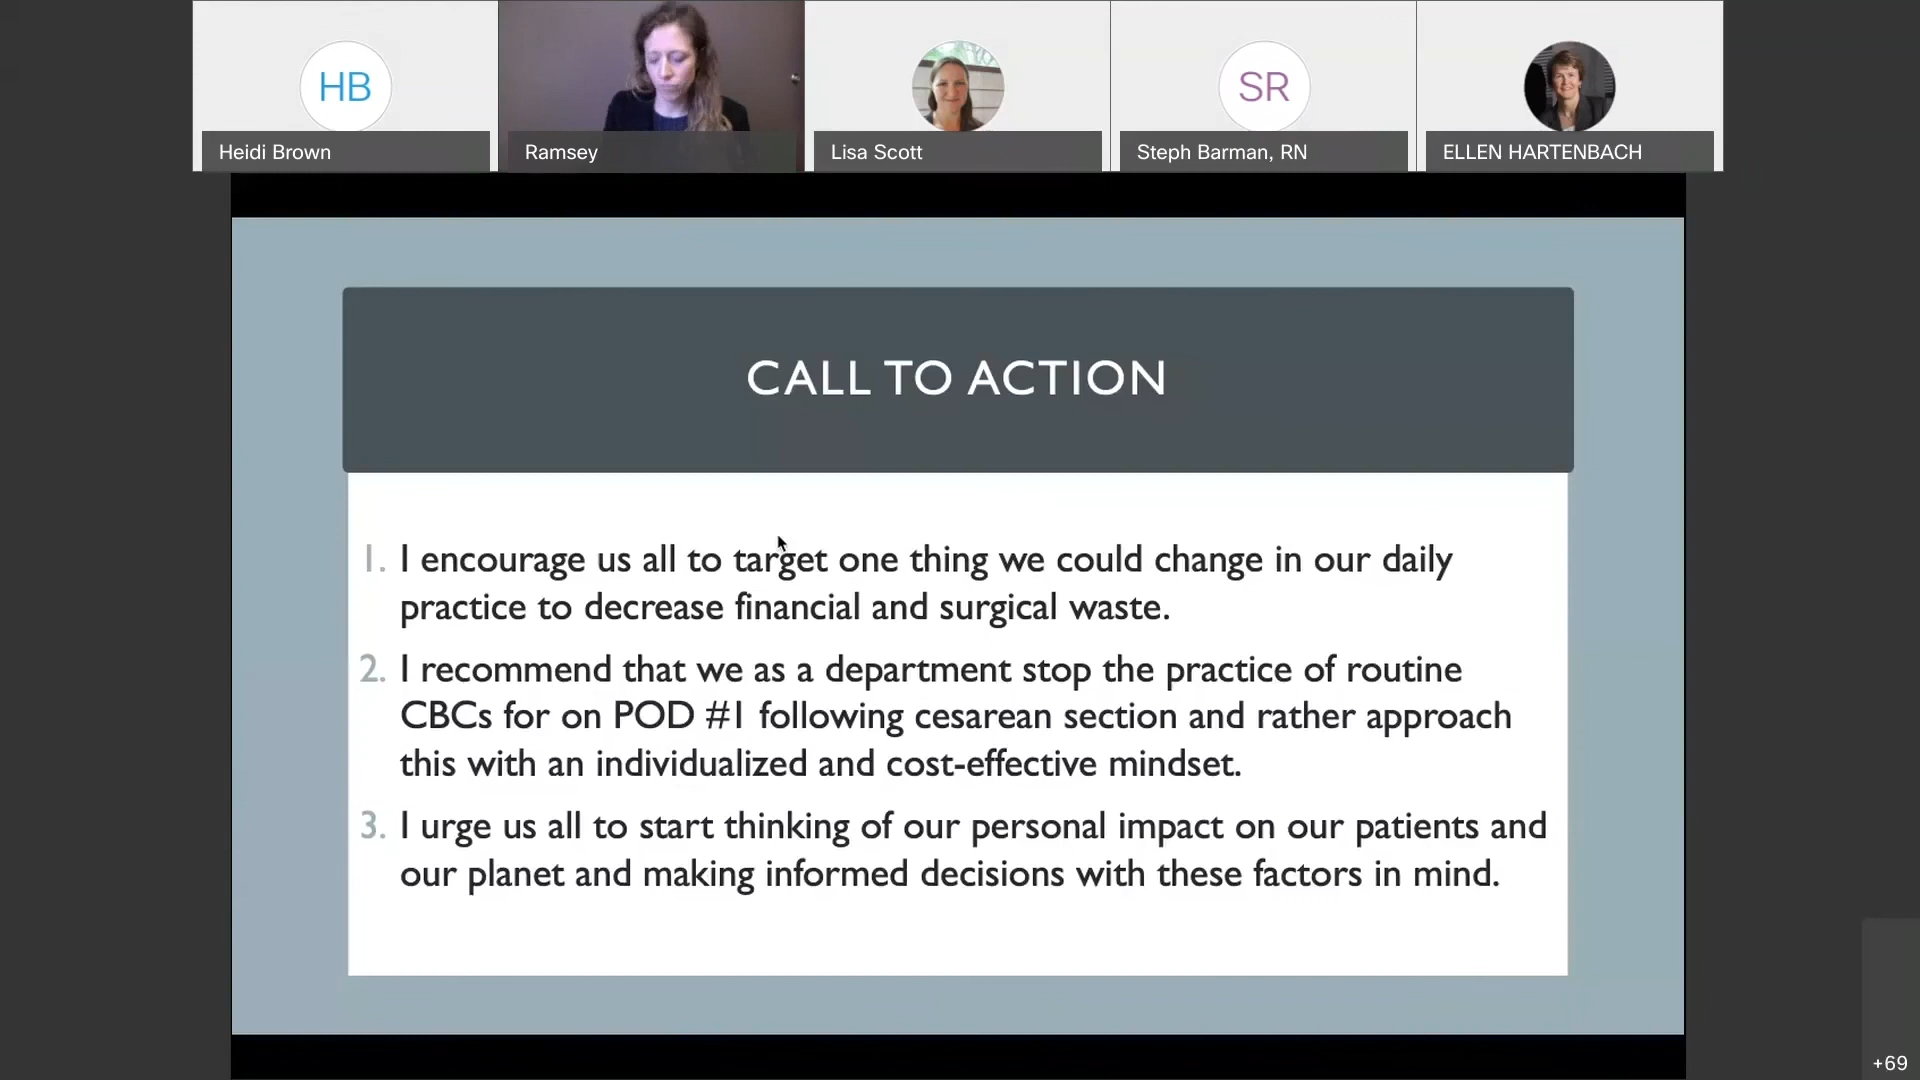 HB
SR
Heidi Brown
Ramsey
Lisa Scott
Steph Barman, RN
ELLEN HARTENBACH
CALL TO ACTION
1. I encourage us all to target one thing we could change in our daily
practice to decrease financial and surgical waste.
2. I recommend that we as a department stop the practice of routine
CBCs for on POD #1 following cesarean section and rather approach
this with an individualized and cost-effective mindset.
3. I urge us all to start thinking of our personal impact on our patients and
our planet and making informed decisions with these factors in mind.
+69